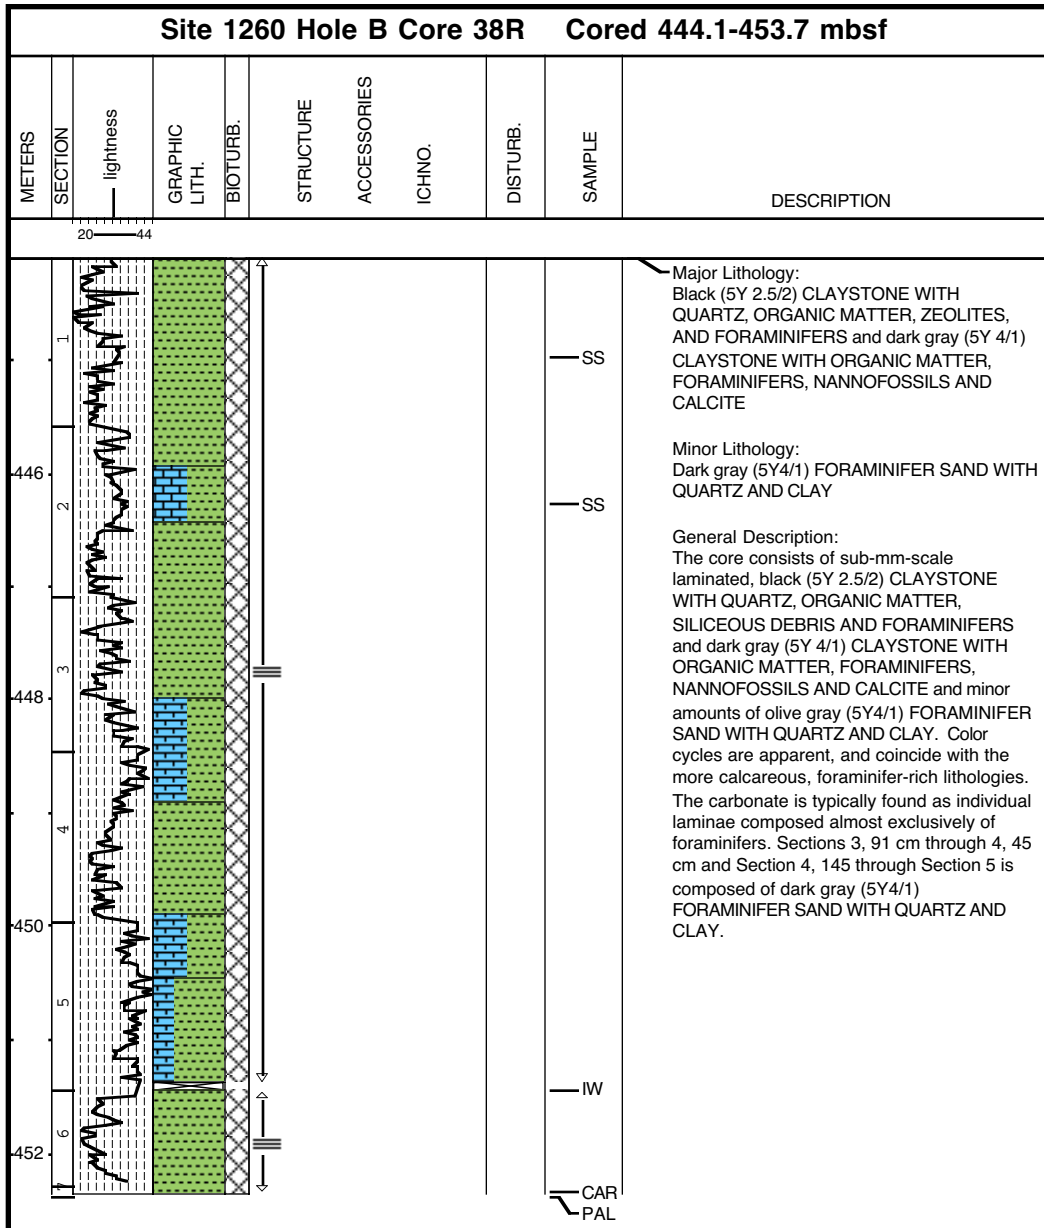 Site 1260 Hole B Core 38R Cored 444.1-453.7 mbsf
METERS
SECTION
lightness
GRAPHIC
LITH.
BIOTURB.
STRUCTURE
ACCESSORIES
ICHNO.
DISTURB.
SAMPLE
DESCRIPTION
20 44
Major Lithology:
Black (5Y 2.5/2) CLAYSTONE WITH
QUARTZ, ORGANIC MATTER, ZEOLITES,
AND FORAMINIFERS and dark gray (5Y 4/1)
CLAYSTONE WITH ORGANIC MATTER,
FORAMINIFERS, NANNOFOSSILS AND
CALCITE
Minor Lithology:
Dark gray (5Y4/1) FORAMINIFER SAND WITH
QUARTZ AND CLAY
General Description:
The core consists of sub-mm-scale
laminated, black (5Y 2.5/2) CLAYSTONE
WITH QUARTZ, ORGANIC MATTER,
SILICEOUS DEBRIS AND FORAMINIFERS
and dark gray (5Y 4/1) CLAYSTONE WITH
ORGANIC MATTER, FORAMINIFERS,
NANNOFOSSILS AND CALCITE and minor
amounts of olive gray (5Y4/1) FORAMINIFER
SAND WITH QUARTZ AND CLAY. Color
cycles are apparent, and coincide with the
more calcareous, foraminifer-rich lithologies.
The carbonate is typically found as individual
laminae composed almost exclusively of
foraminifers. Sections 3, 91 cm through 4, 45
cm and Section 4, 145 through Section 5 is
composed of dark gray (5Y4/1)
FORAMINIFER SAND WITH QUARTZ AND
CLAY.
1
SS
446
2
SS
3
448
4
450
5
IW
6
452
7
CAR
PAL